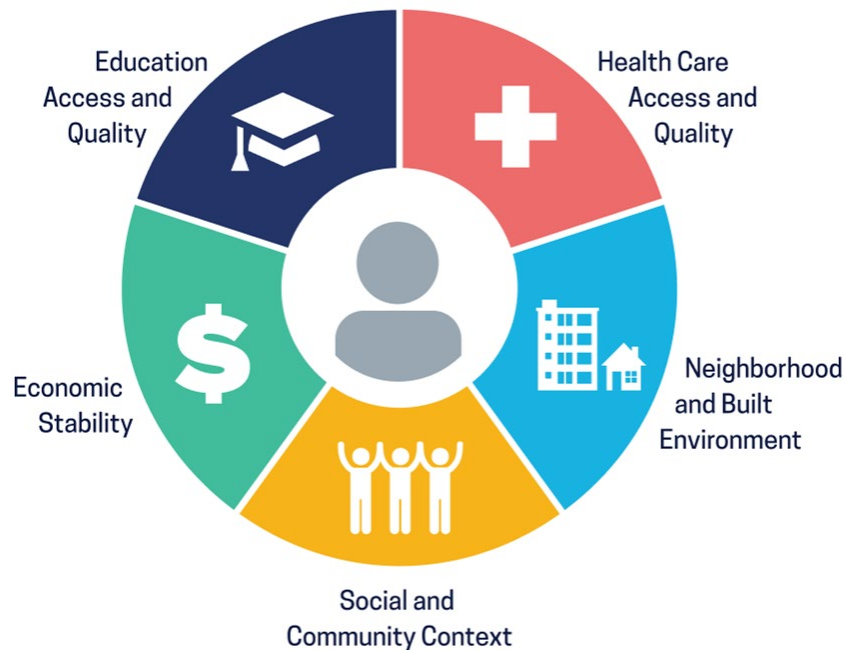 Education
Access and
Quality
Health Care
Access and
Quality
Economic
Stability
Neighborhood
and Built
Environment
Social and
Community Context